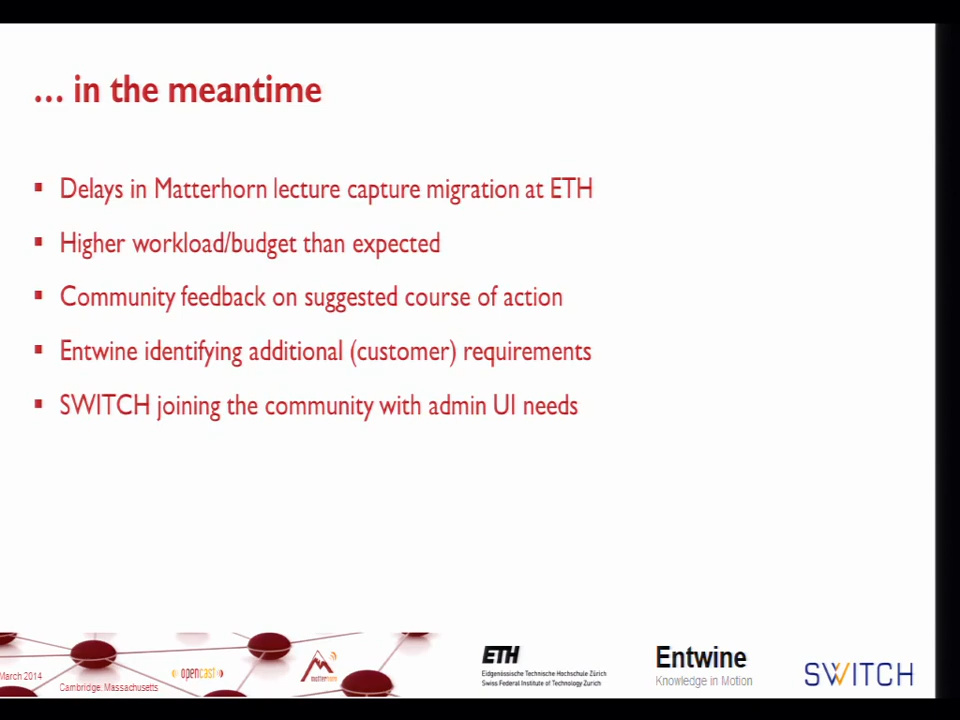 ... in the meantime
▪ Delays in Matterhorn lecture capture migration at ETH
▪ Higher workload/budget than expected
▪ Community feedback on suggested course of action
▪ Entwine identifying additional (customer) requirements
▪ SWITCH joining the community with admin UI needs
March 2014
Cambridge, Massachusetts
opencast
matterhorn
ETH
Eidgenössische Technische Hochschule Zürich
Swiss Federal Institute of Technology Zurich
Entwine
Knowledge in Motion
SWITCH